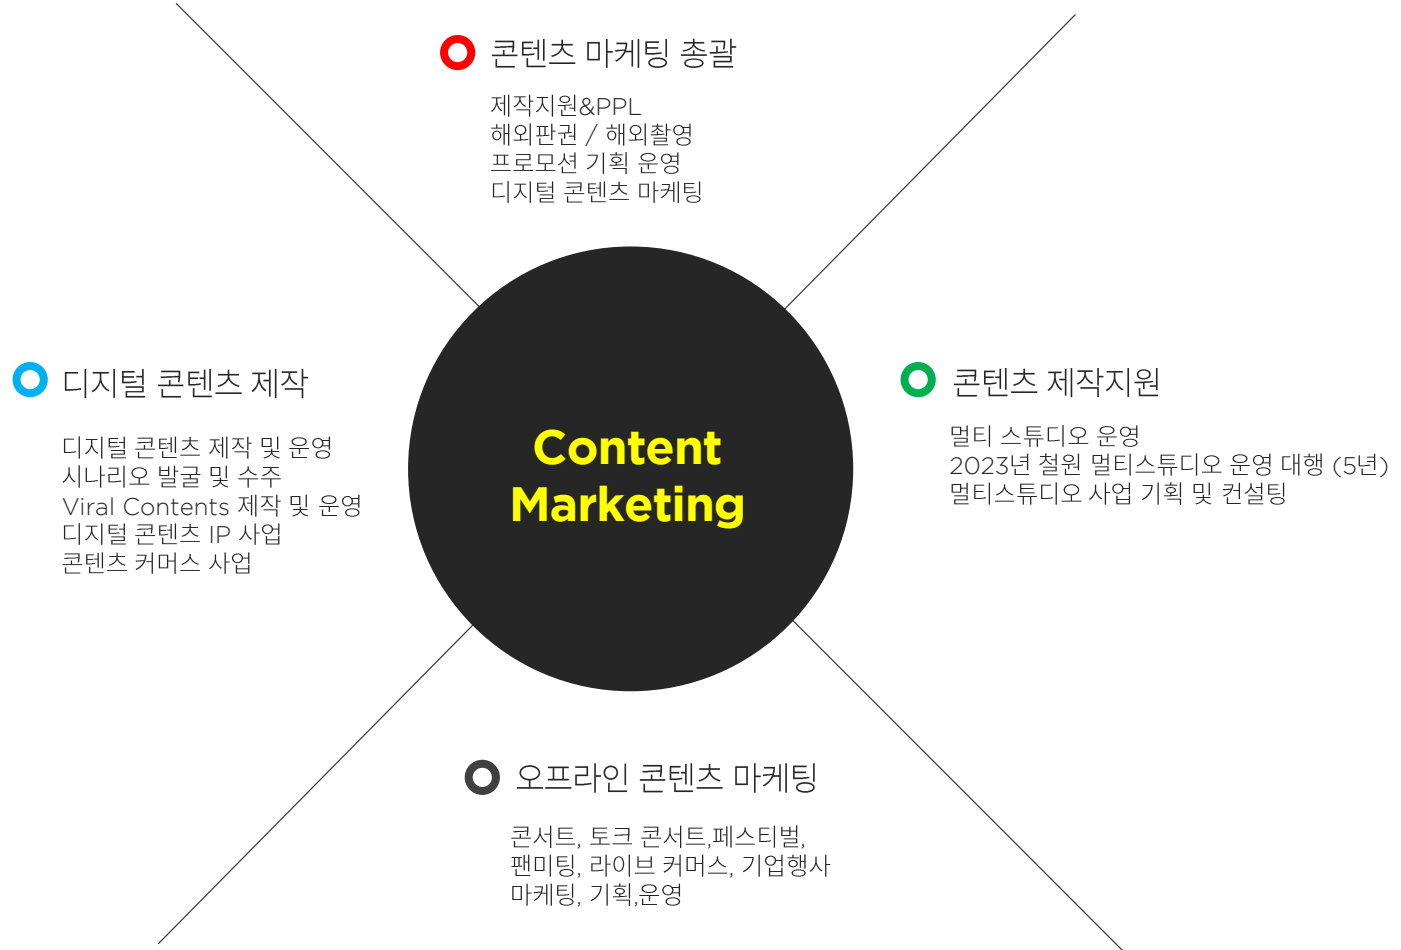 콘텐츠 마케팅 총괄
제작지원&PPL
해외판권 / 해외촬영
프로모션 기획 운영
디지털 콘텐츠 마케팅
디지털 콘텐츠 제작
디지털 콘텐츠 제작 및 운영
시나리오 발굴 및 수주
Viral Contents 제작 및 운영
디지털 콘텐츠 IP 사업
콘텐츠 커머스 사업
Content
Marketing
콘텐츠 제작지원
멀티 스튜디오 운영
2023년 철원 멀티스튜디오 운영 대행 (5년)
멀티스튜디오 사업 기획 및 컨설팅
오프라인 콘텐츠 마케팅
콘서트, 토크 콘서트,페스티벌,
팬미팅, 라이브 커머스, 기업행사
마케팅, 기획,운영